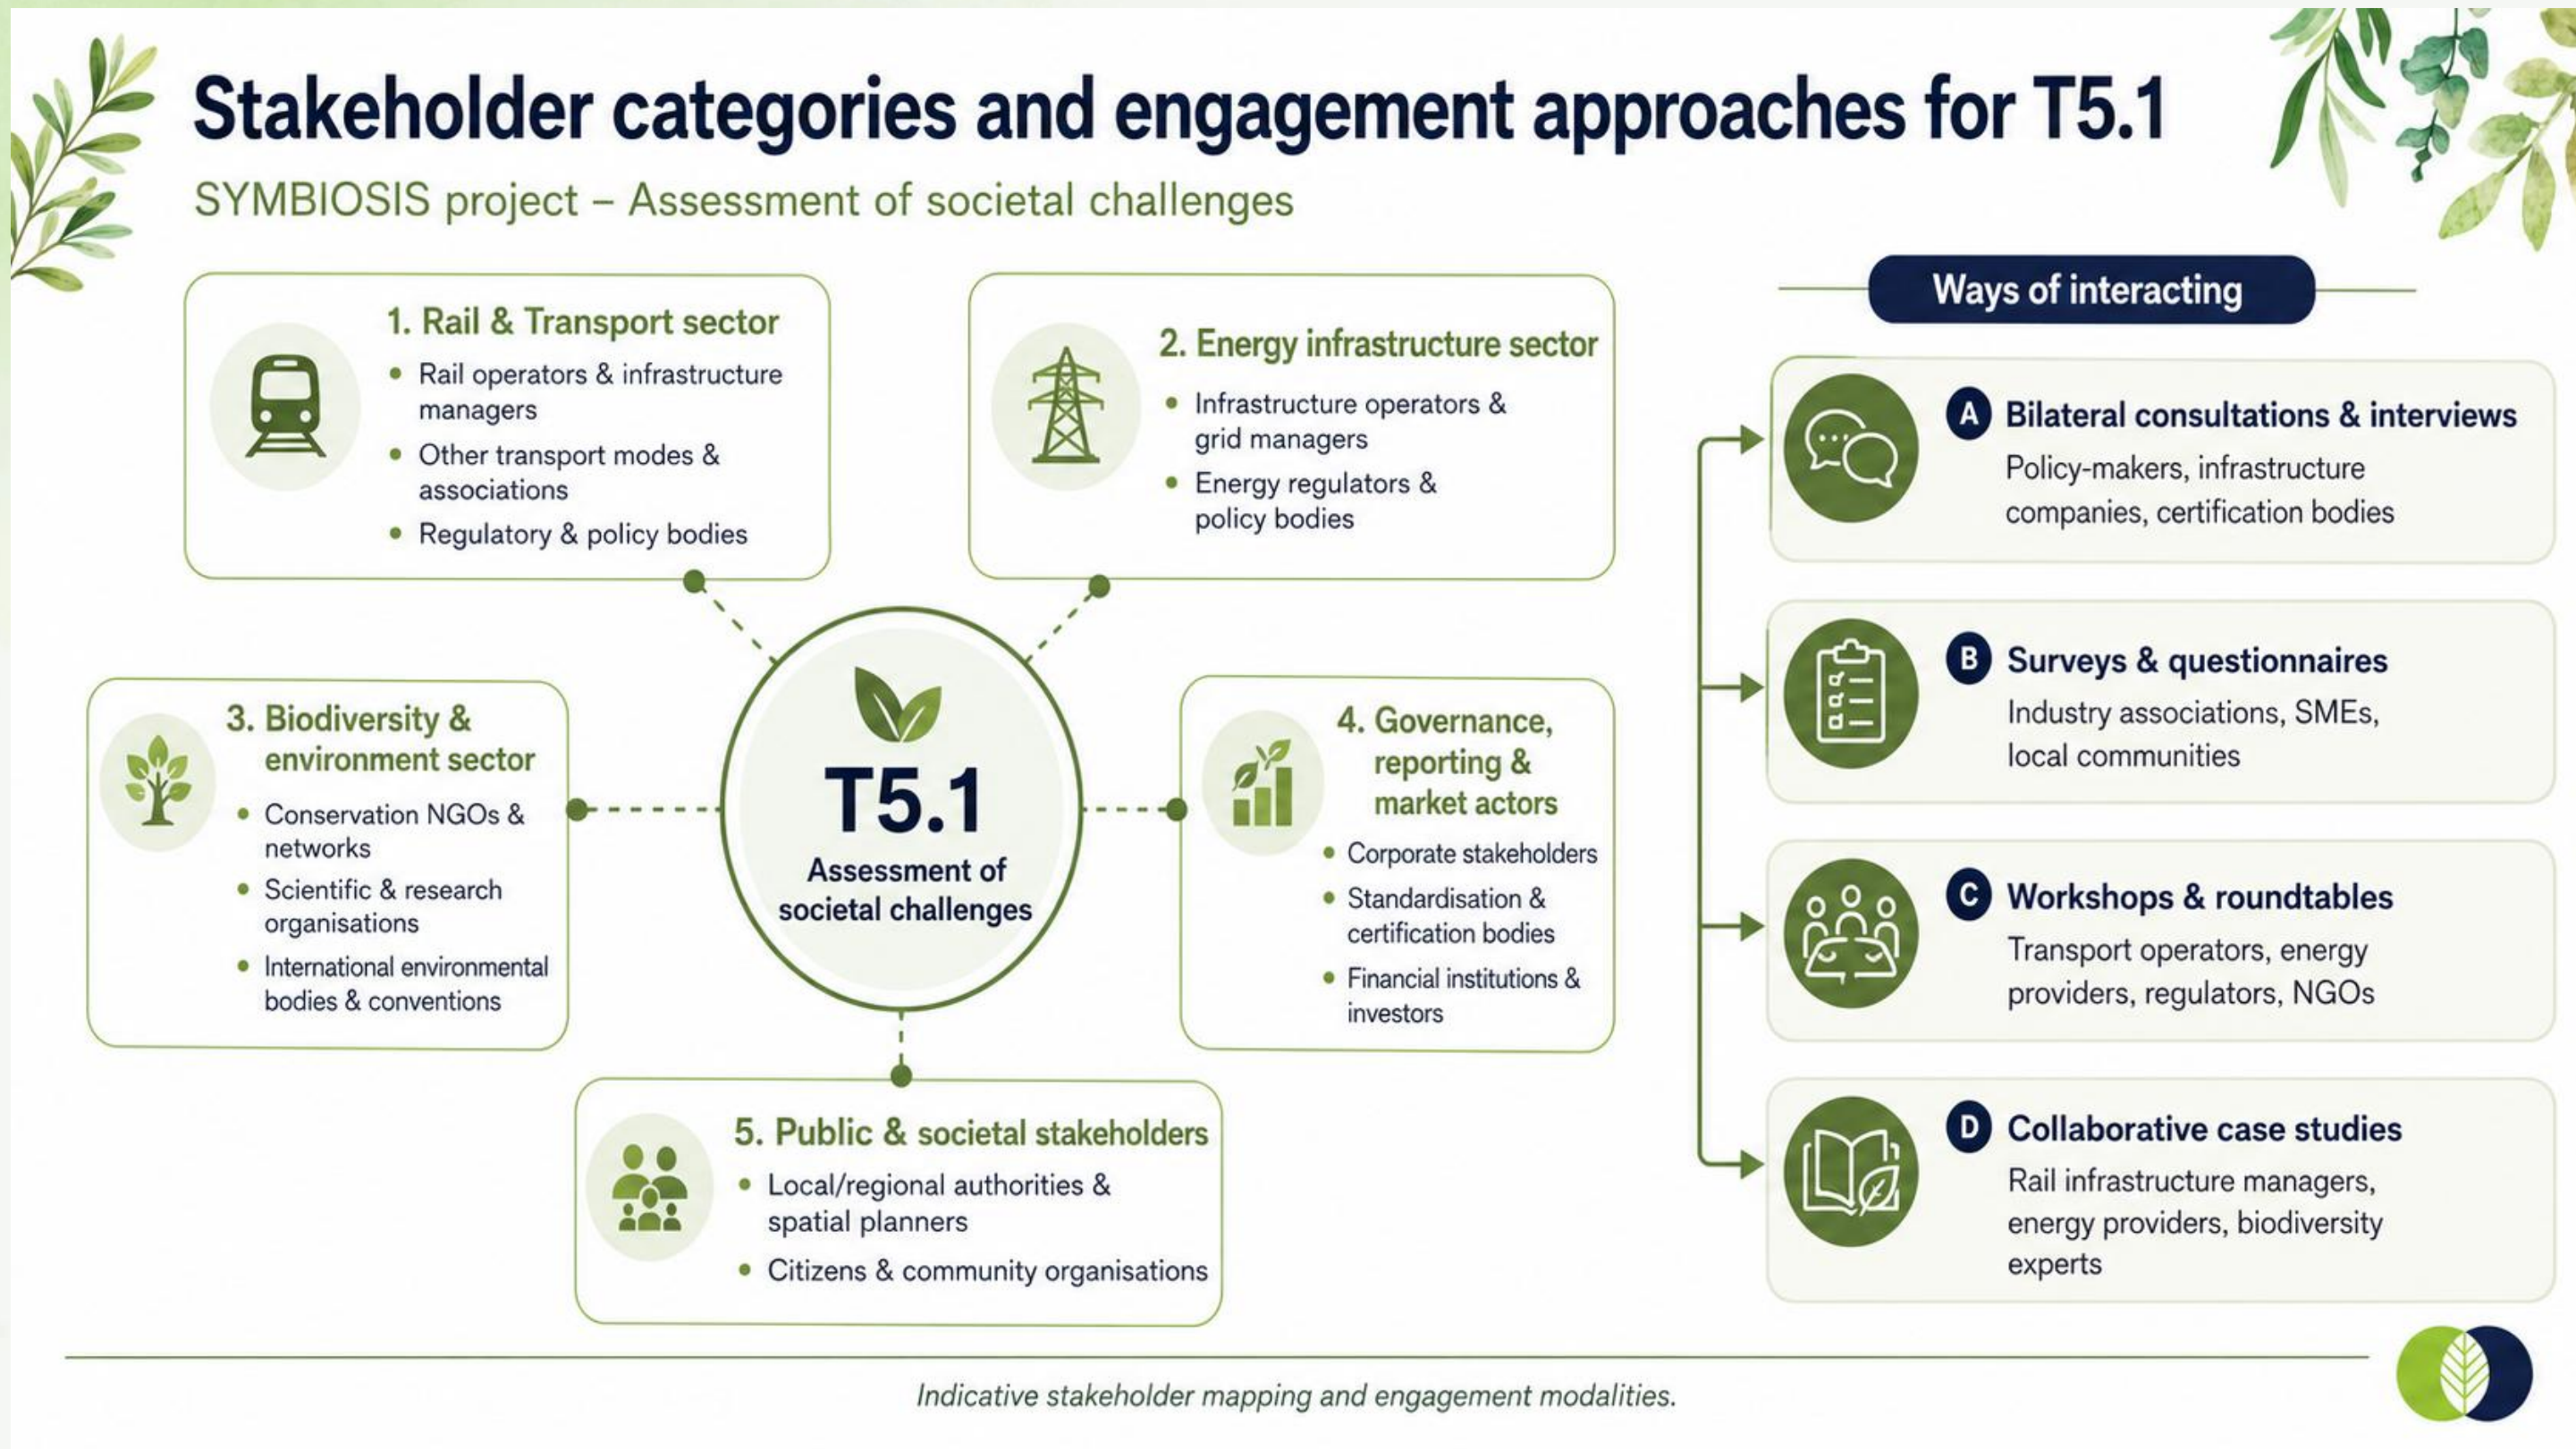 Stakeholder categories and engagement approaches for T5.1
SYMBIOSIS project – Assessment of societal challenges
1. Rail & Transport sector
• Rail operators & infrastructure
managers
• Other transport modes &
associations
• Regulatory & policy bodies
2. Energy infrastructure sector
• Infrastructure operators &
grid managers
• Energy regulators &
policy bodies
3. Biodiversity &
environment sector
• Conservation NGOs &
networks
• Scientific & research
organisations
• International environmental
bodies & conventions
T5.1
Assessment of
societal challenges
4. Governance,
reporting &
market actors
• Corporate stakeholders
• Standardisation &
certification bodies
• Financial institutions &
investors
5. Public & societal stakeholders
• Local/regional authorities &
spatial planners
• Citizens & community organisations
Ways of interacting
A Bilateral consultations & interviews
Policy-makers, infrastructure
companies, certification bodies
B Surveys & questionnaires
Industry associations, SMEs,
local communities
C Workshops & roundtables
Transport operators, energy
providers, regulators, NGOs
D Collaborative case studies
Rail infrastructure managers,
energy providers, biodiversity
experts
Indicative stakeholder mapping and engagement modalities.